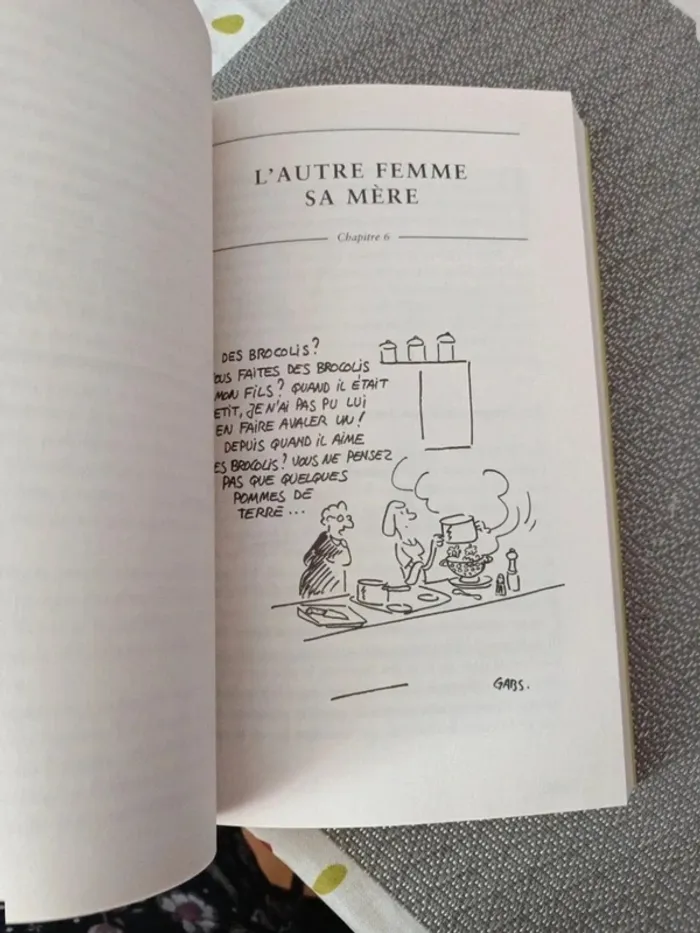 L'AUTRE FEMME
SA MÈRE
Chapitre 6
DES BROCOLIS?
OUS FAITES DES BROCOLIS
MON FILS? QUAND IL ÉTAIT
ETIT, JE N'AI PAS PU LUI
EN FAIRE AVALER UN!
DEPUIS QUAND IL AIME
ES BROCOLIS? VOUS NE PENSEZ
PAS QUE QUELQUES
POMMES DE
TERRE...
GABS.